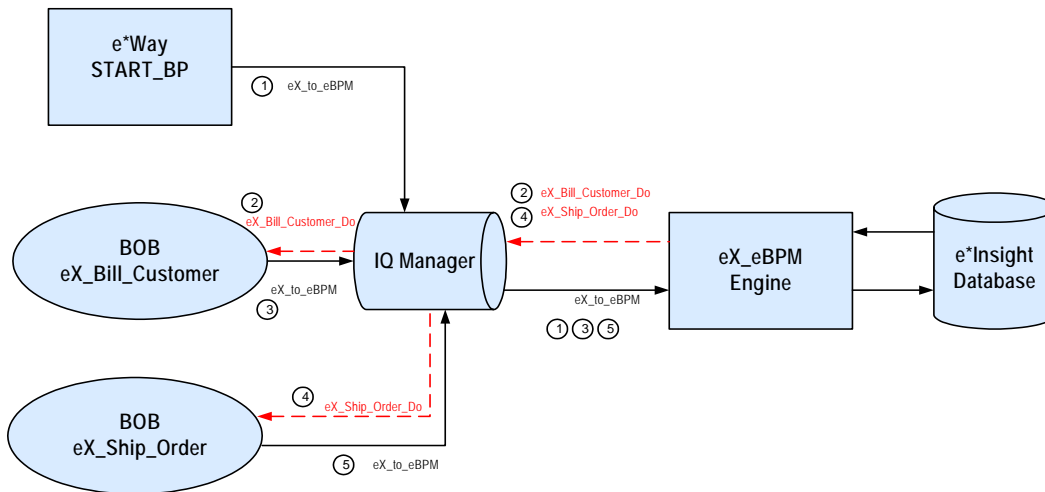 e*Way
START_BP
1 eX_to_eBPM
2
eX_Bill_Customer_Do
2 eX_Bill_Customer_Do
4 eX_Ship_Order_Do
BOB
eX_Bill_Customer
IQ Manager
eX_eBPM
Engine
e*Insight
Database
eX_to_eBPM
3
eX_to_eBPM
1 3 5
4 eX_Ship_Order_Do
BOB
eX_Ship_Order
5 eX_to_eBPM